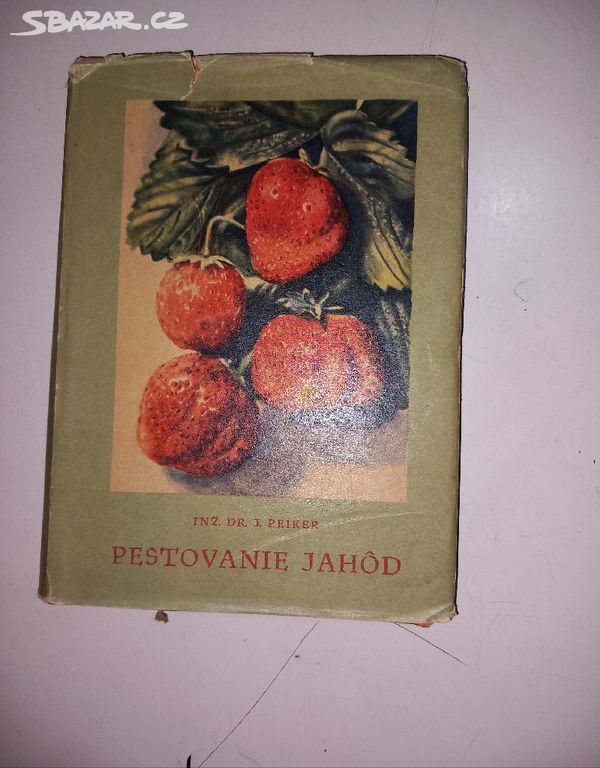 SBAZAR.CZ
INŽ. DR. J. PEIKER
PESTOVANIE JAHÔD